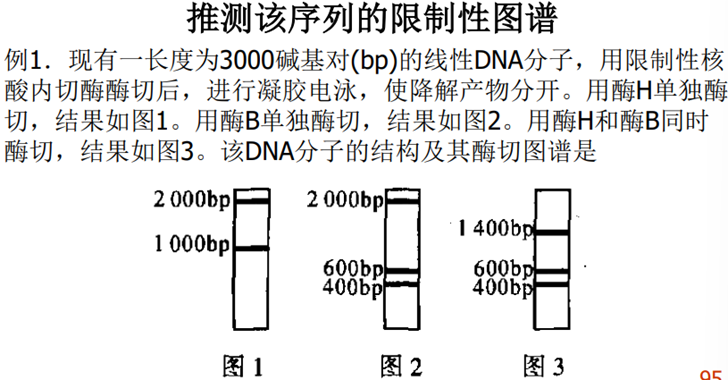 推测该序列的限制性图谱
例1．现有一长度为3000碱基对(bp)的线性DNA分子，用限制性核
酸内切酶酶切后，进行凝胶电泳，使降解产物分开。用酶H单独酶
切，结果如图1。用酶B单独酶切，结果如图2。用酶H和酶B同时
酶切，结果如图3。该DNA分子的结构及其酶切图谱是
2 000bp
1 000bp
图 1
2 000bp
600bp
400bp
图 2
1 400bp
600bp
400bp
图 3
95